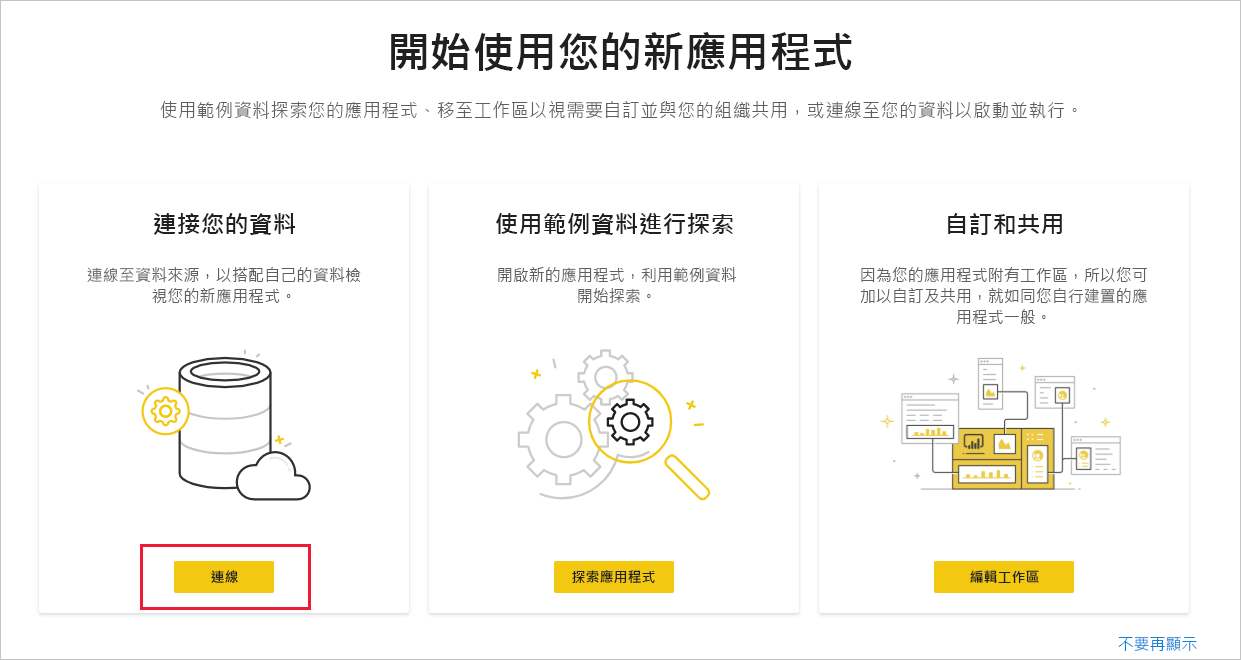 開始使用您的新應用程式
使用範例資料探索您的應用程式、移至工作區以視需要自訂並與您的組織共用，或連線至您的資料以啟動並執行。
連接您的資料
連線至資料來源，以搭配自己的資料檢
視您的新應用程式。
連線
使用範例資料進行探索
開啟新的應用程式，利用範例資料
開始探索。
探索應用程式
自訂和共用
因為您的應用程式附有工作區，所以您可
加以自訂及共用，就如同您自行建置的應
用程式一般。
編輯工作區
不要再顯示